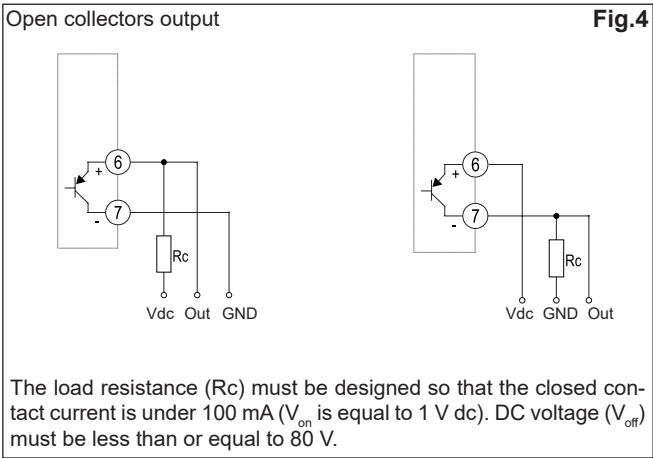 Open collectors output Fig.4
+ 6
- 7
Rc
Vdc Out GND
+ 6
- 7
Rc
Vdc GND Out
The load resistance (Rc) must be designed so that the closed con-
tact current is under 100 mA (Von is equal to 1 V dc). DC voltage (Voff)
must be less than or equal to 80 V.